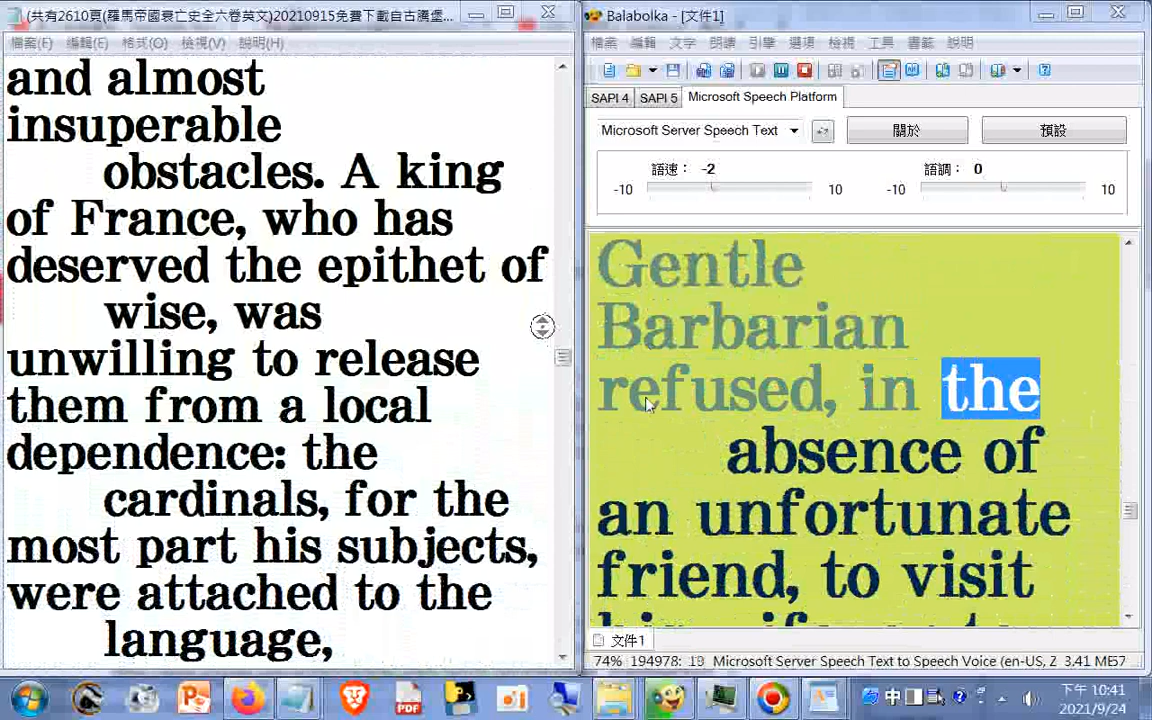 (共有2610頁(羅馬帝國衰亡史全六卷英文)20210915免費下載自古騰堡...
檔案(F) 編輯(E) 格式(O) 檢視(V) 說明(H)
and almost
insuperable
obstacles. A king
of France, who has
deserved the epithet of
wise, was
unwilling to release
them from a local
dependence: the
cardinals, for the
most part his subjects,
were attached to the
language,
Balabolka - [文件1]
檔案 編輯 文字 朗讀 引擎 選項 檢視 工具 書籤 說明
SAPI 4 SAPI 5 Microsoft Speech Platform
Microsoft Server Speech Text 關於 預設
語速： -2 語調： 0
-10 10 -10 10
Gentle
Barbarian
refused, in the
absence of
an unfortunate
friend, to visit
文件1
74% 194978: 19 Microsoft Server Speech Text to Speech Voice (en-US, Z 3,41 ME57
中
下午 10:41
2021/9/24